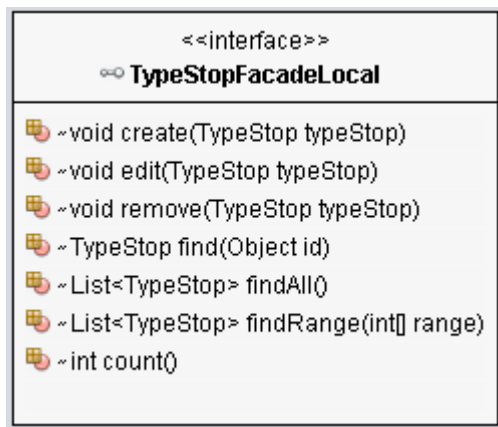 <<interface>>
TypeStopFacadeLocal
~void create(TypeStop typeStop)
~void edit(TypeStop typeStop)
~void remove(TypeStop typeStop)
~TypeStop find(Object id)
~List<TypeStop> findAll()
~List<TypeStop> findRange(int[] range)
~int count()